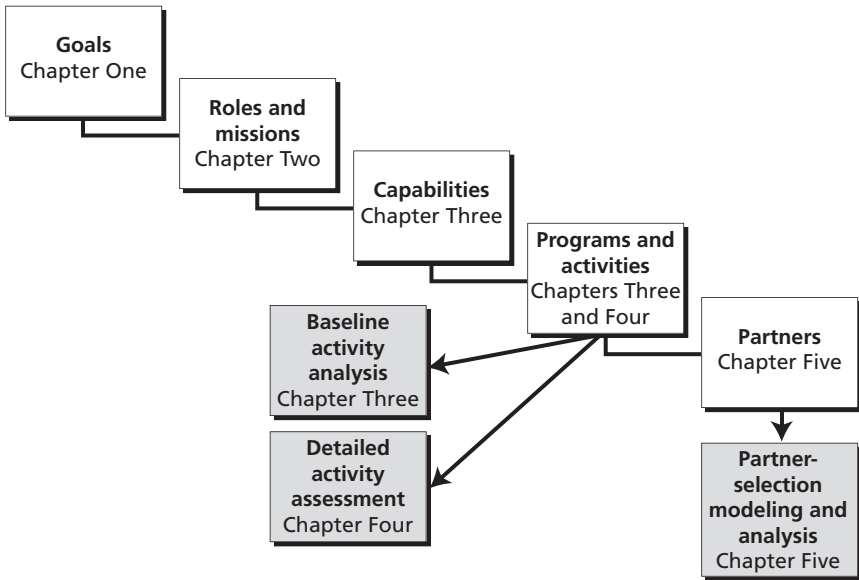 Goals
Chapter One
Roles and
missions
Chapter Two
Capabilities
Chapter Three
Programs and
activities
Chapters Three
and Four
Partners
Chapter Five
Baseline
activity
analysis
Chapter Three
Detailed
activity
assessment
Chapter Four
Partner-
selection
modeling and
analysis
Chapter Five